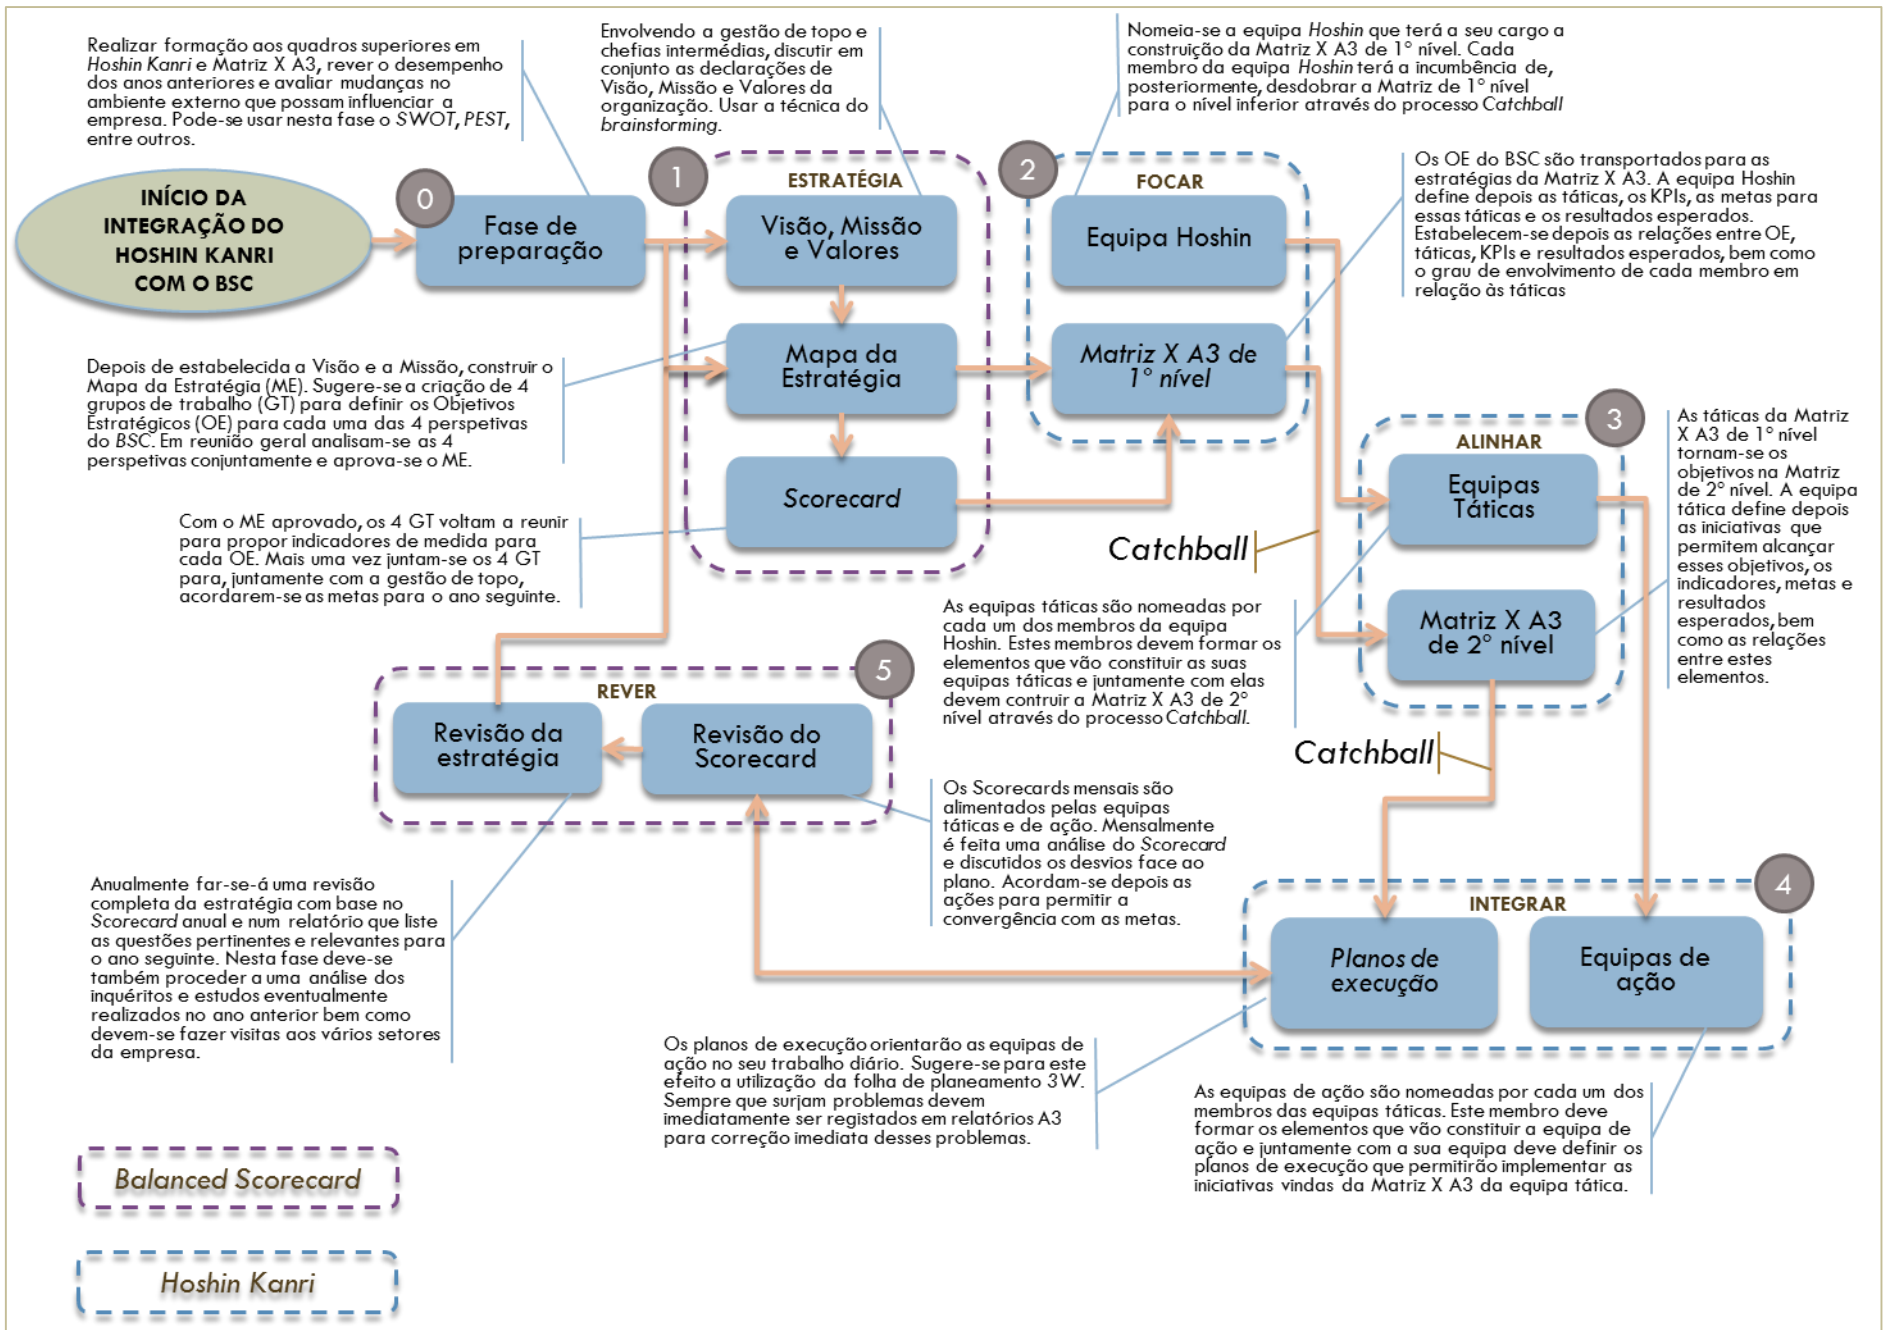 Realizar formação aos quadros superiores em
Hoshin Kanri e Matriz X A3, rever o desempenho
dos anos anteriores e avaliar mudanças no
ambiente externo que possam influenciar a
empresa. Pode-se usar nesta fase o SWOT, PEST,
entre outros.
Envolvendo a gestão de topo e
chefias intermédias, discutir em
conjunto as declarações de
Visão, Missão e Valores da
organização. Usar a técnica do
brainstorming.
Nomeia-se a equipa Hoshin que terá a seu cargo a
construção da Matriz X A3 de 1º nível. Cada
membro da equipa Hoshin terá a incumbência de,
posteriormente, desdobrar a Matriz de 1º nível
para o nível inferior através do processo Catchball
INÍCIO DA
INTEGRAÇÃO DO
HOSHIN KANRI
COM O BSC
0
Fase de
preparação
1
ESTRATÉGIA
Visão, Missão
e Valores
Mapa da
Estratégia
Scorecard
2
FOCAR
Equipa Hoshin
Matriz X A3 de
1º nível
Os OE do BSC são transportados para as
estratégias da Matriz X A3. A equipa Hoshin
define depois as táticas, os KPIs, as metas para
essas táticas e os resultados esperados.
Estabelecem-se depois as relações entre OE,
táticas, KPIs e resultados esperados, bem como
o grau de envolvimento de cada membro em
relação às táticas
Depois de estabelecida a Visão e a Missão, construir o
Mapa da Estratégia (ME). Sugere-se a criação de 4
grupos de trabalho (GT) para definir os Objetivos
Estratégicos (OE) para cada uma das 4 perspetivas
do BSC. Em reunião geral analisam-se as 4
perspetivas conjuntamente e aprova-se o ME.
Com o ME aprovado, os 4 GT voltam a reunir
para propor indicadores de medida para
cada OE. Mais uma vez juntam-se os 4 GT
para, juntamente com a gestão de topo,
acordarem-se as metas para o ano seguinte.
3
ALINHAR
Equipas
Táticas
Matriz X A3
de 2º nível
As táticas da Matriz
X A3 de 1º nível
tornam-se os
objetivos na Matriz
de 2º nível. A equipa
tática define depois
as iniciativas que
permitem alcançar
esses objetivos, os
indicadores, metas e
resultados
esperados, bem
como as relações
entre estes
elementos.
Catchball
As equipas táticas são nomeadas por
cada um dos membros da equipa
Hoshin. Estes membros devem formar os
elementos que vão constituir as suas
equipas táticas e juntamente com elas
devem contruir a Matriz X A3 de 2º
nível através do processo Catchball.
Catchball
5
REVER
Revisão da
estratégia
Revisão do
Scorecard
Os Scorecards mensais são
alimentados pelas equipas
táticas e de ação. Mensalmente
é feita uma análise do Scorecard
e discutidos os desvios face ao
plano. Acordam-se depois as
ações para permitir a
convergência com as metas.
Anualmente far-se-á uma revisão
completa da estratégia com base no
Scorecard anual e num relatório que liste
as questões pertinentes e relevantes para
o ano seguinte. Nesta fase deve-se
também proceder a uma análise dos
inquéritos e estudos eventualmente
realizados no ano anterior bem como
devem-se fazer visitas aos vários setores
da empresa.
4
INTEGRAR
Planos de
execução
Equipas de
ação
Os planos de execução orientarão as equipas de
ação no seu trabalho diário. Sugere-se para este
efeito a utilização da folha de planeamento 3W.
Sempre que surjam problemas devem
imediatamente ser registados em relatórios A3
para correção imediata desses problemas.
As equipas de ação são nomeadas por cada um dos
membros das equipas táticas. Este membro deve
formar os elementos que vão constituir a equipa de
ação e juntamente com a sua equipa deve definir os
planos de execução que permitirão implementar as
iniciativas vindas da Matriz X A3 da equipa tática.
Balanced Scorecard
Hoshin Kanri